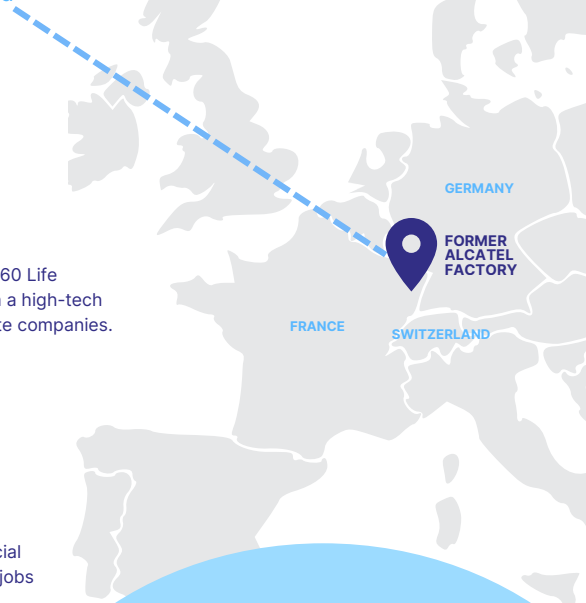 GERMANY
FORMER
ALCATEL
FACTORY
60 Life
a high-tech
te companies.
FRANCE
SWITZERLAND
cial
jobs